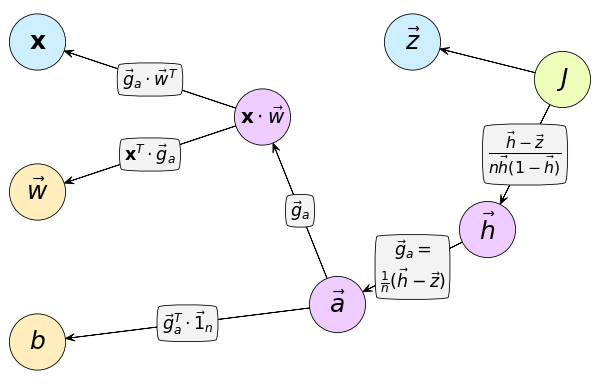 𝐱
z⃗
J
g⃗ₐ · w⃗ᵀ
𝐱 · w⃗
h⃗ − z⃗
nh⃗(1 − h⃗)
𝐱ᵀ · g⃗ₐ
w⃗
g⃗ₐ
h⃗
g⃗ₐ =
1/n(h⃗ − z⃗)
a⃗
g⃗ₐᵀ · 1⃗ₙ
b